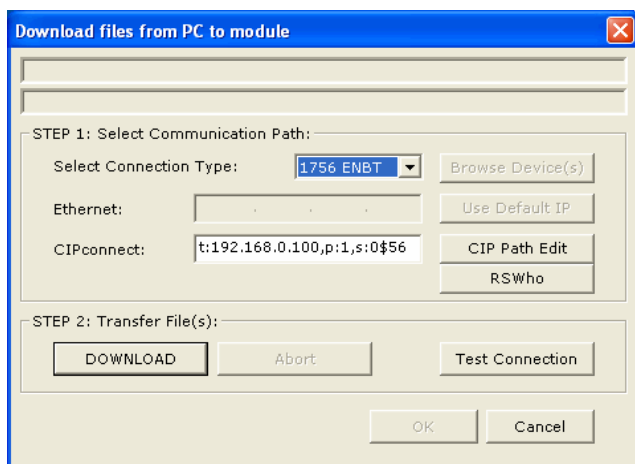 Download files from PC to module
STEP 1: Select Communication Path:
Select Connection Type: 1756 ENBT Browse Device(s)
Ethernet: . . . Use Default IP
CIPconnect: t:192.168.0.100,p:1,s:0$56 CIP Path Edit
RSWho
STEP 2: Transfer File(s):
DOWNLOAD Abort Test Connection
OK Cancel